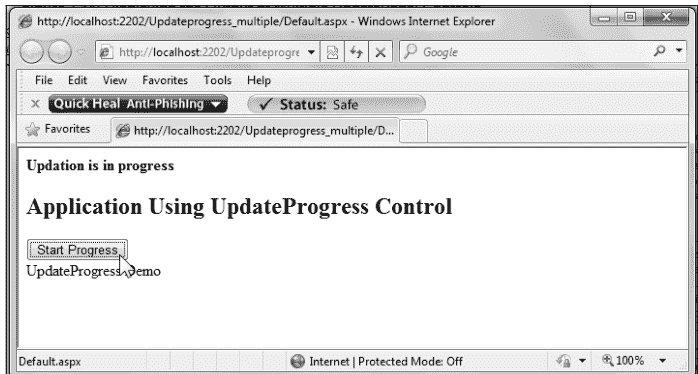 http://localhost:2202/Updateprogress_multiple/Default.aspx - Windows Internet Explorer
http://localhost:2202/Updateprogre
Google
File Edit View Favorites Tools Help
Quick Heal Anti-Phishing Status: Safe
Favorites http://localhost:2202/Updateprogress_multiple/D...
Updation is in progress
Application Using UpdateProgress Control
Start Progress
UpdateProgress Demo
Default.aspx Internet | Protected Mode: Off 100%